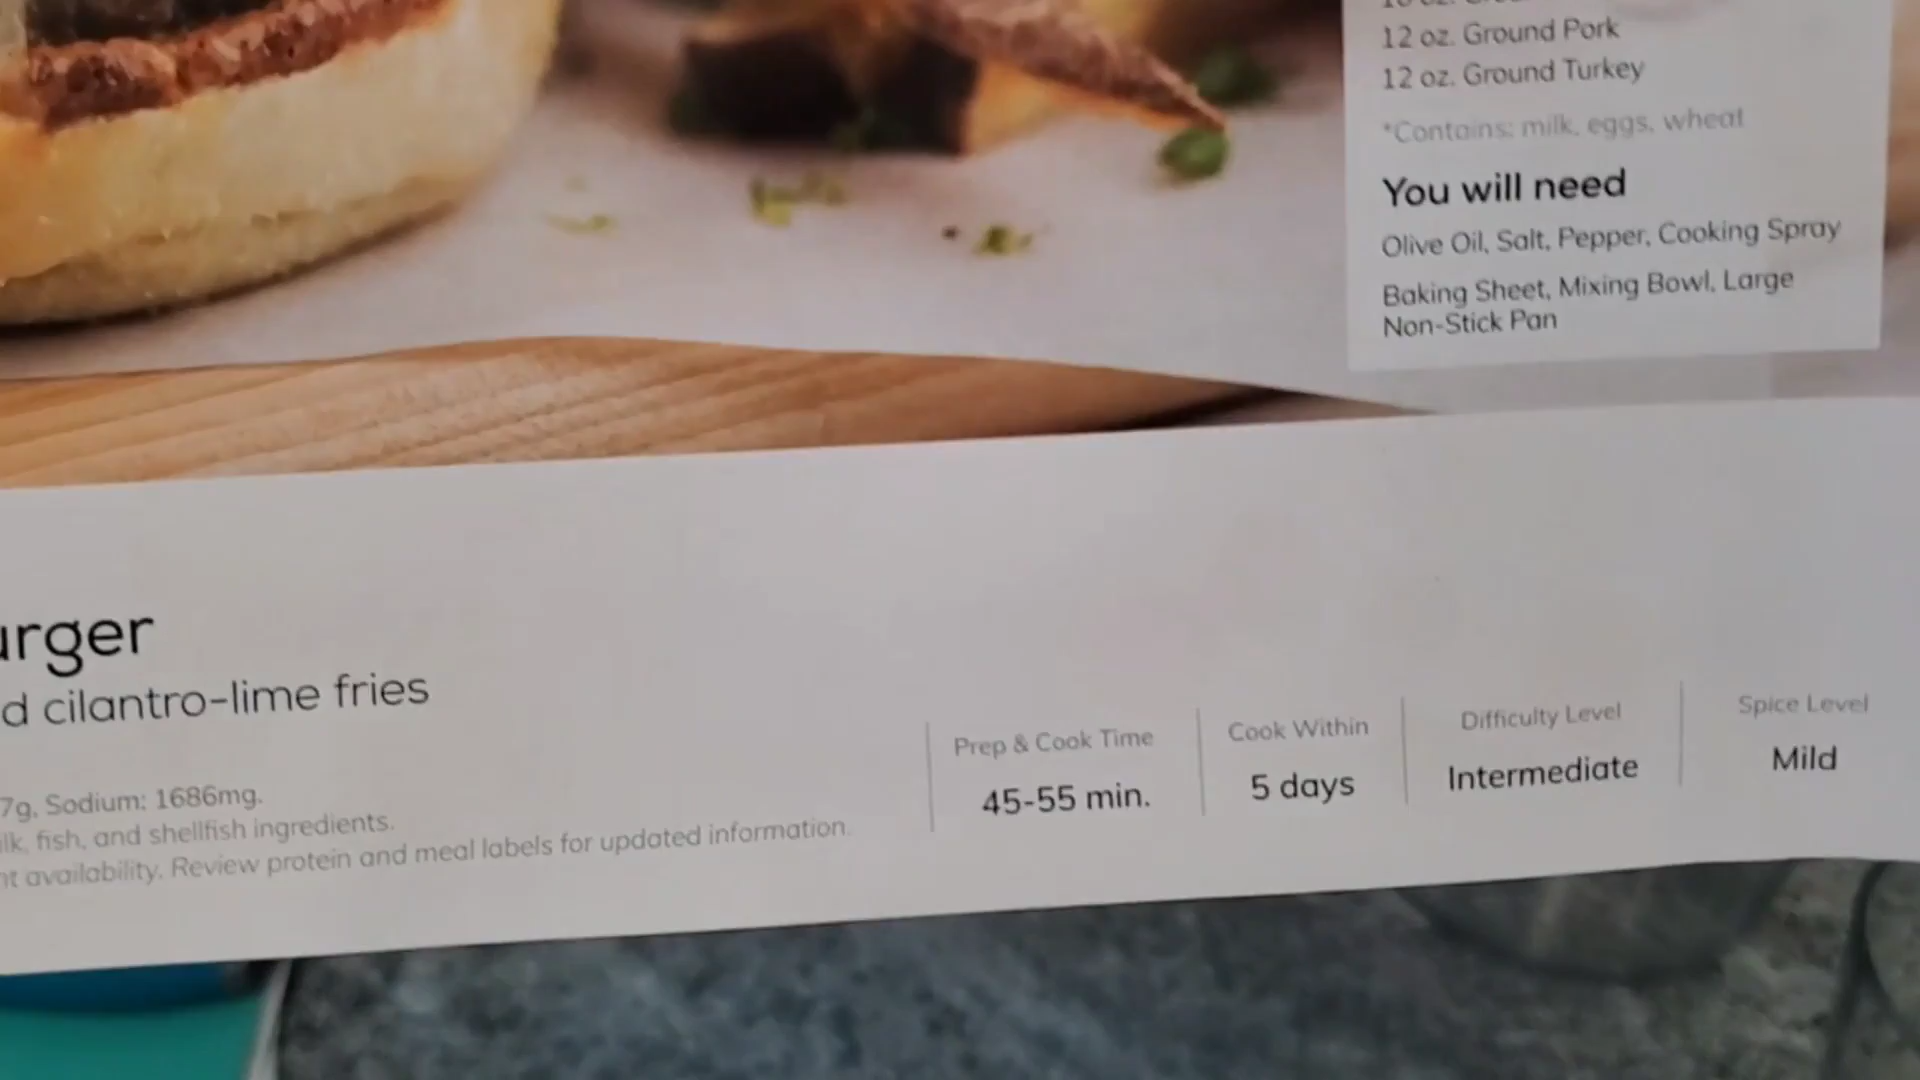 12 oz. Ground Pork
12 oz. Ground Turkey
*Contains: milk, eggs, wheat
You will need
Olive Oil, Salt, Pepper, Cooking Spray
Baking Sheet, Mixing Bowl, Large
Non-Stick Pan
urger
d cilantro-lime fries
7g, Sodium: 1686mg.
ilk, fish, and shellfish ingredients.
nt availability. Review protein and meal labels for updated information.
Prep & Cook Time
45-55 min.
Cook Within
5 days
Difficulty Level
Intermediate
Spice Level
Mild